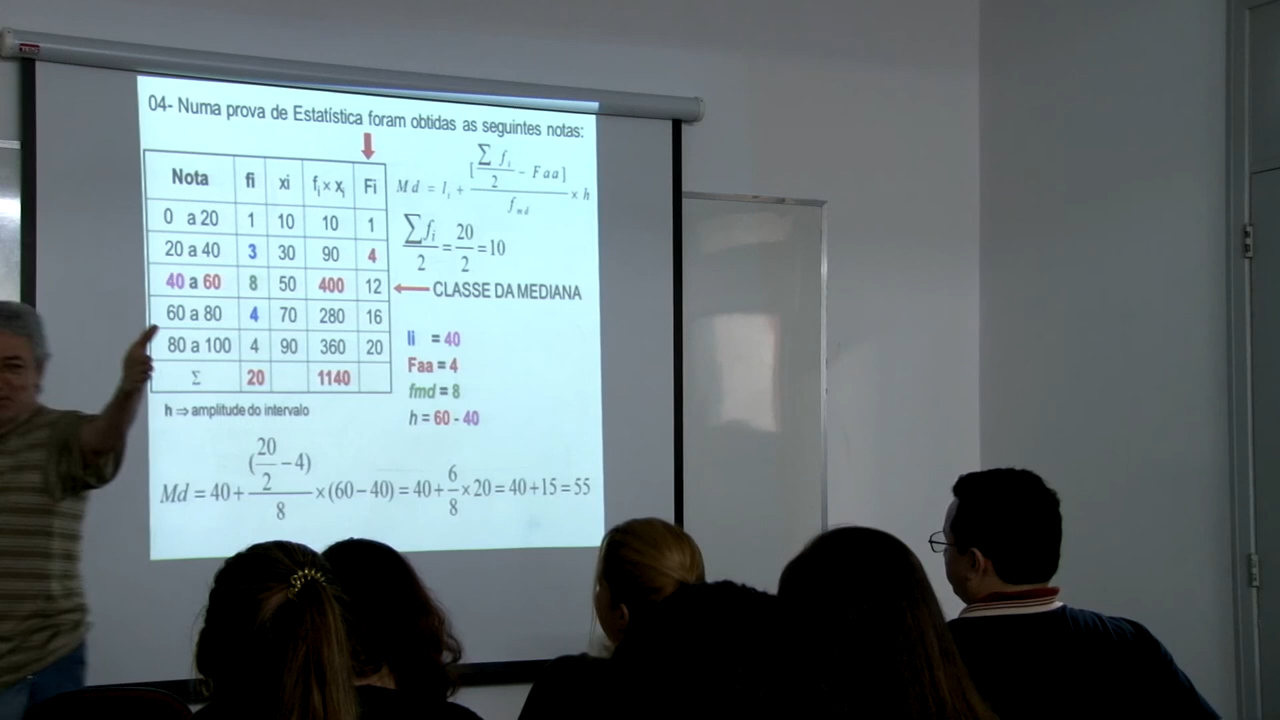 04- Numa prova de Estatística foram obtidas as seguintes notas:
Nota fi xi fᵢ × xᵢ Fi
0 a 20 1 10 10 1
20 a 40 3 30 90 4
40 a 60 8 50 400 12
60 a 80 4 70 280 16
80 a 100 4 90 360 20
Σ 20 1140
h ⇒ amplitude do intervalo
Md = lᵢ + [∑fᵢ/2 - Faa] / fₘd × h
∑fᵢ/2 = 20/2 = 10
CLASSE DA MEDIANA
li = 40
Faa = 4
fmd = 8
h = 60 - 40
Md = 40 + (20/2 - 4)/8 × (60 - 40) = 40 + 6/8 × 20 = 40 + 15 = 55